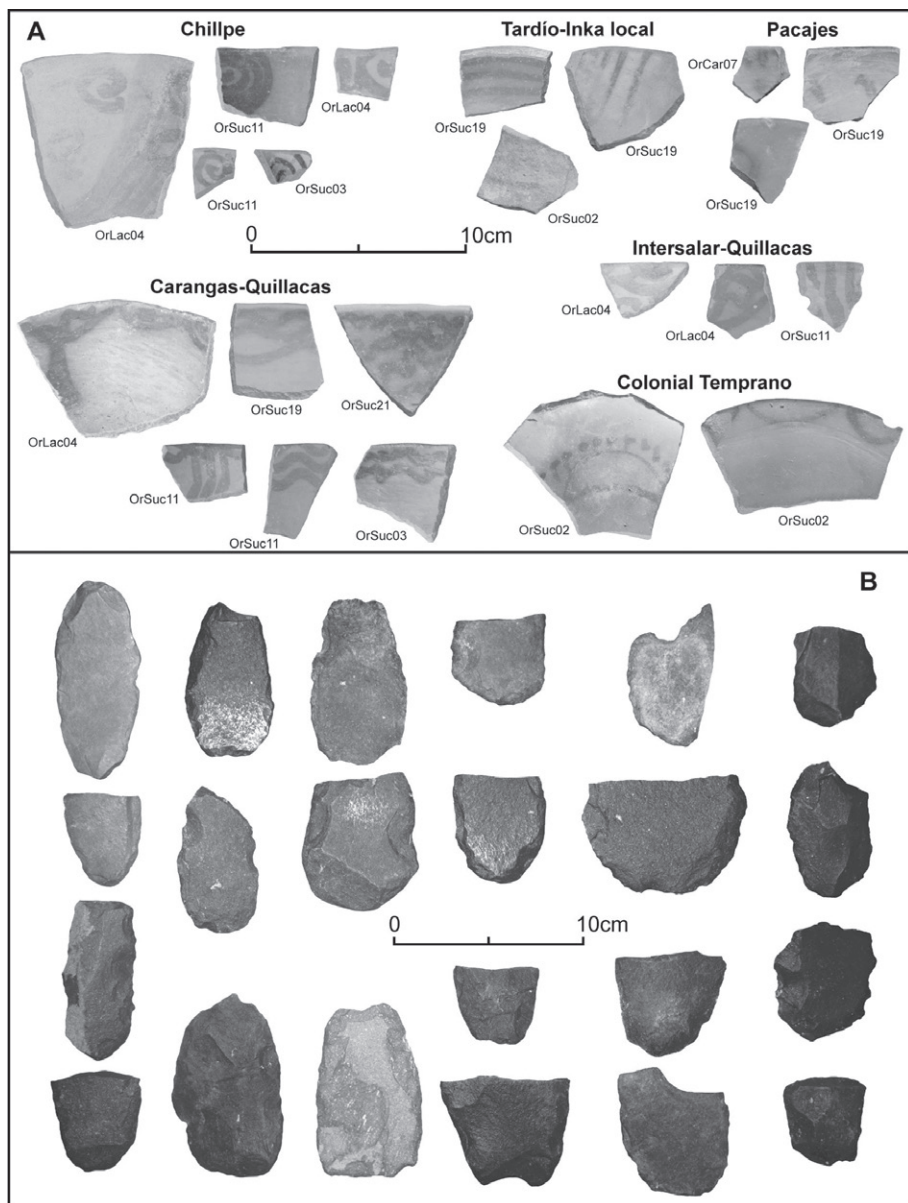 A
Chillpe
OrLac04
OrSuc11
OrLac04
OrSuc11
OrSuc03
Tardío-Inka local
OrSuc19
OrSuc19
OrSuc02
Pacajes
OrCar07
OrSuc19
OrSuc19
0 10cm
Intersalar-Quillacas
OrLac04
OrLac04
OrSuc11
Carangas-Quillacas
OrLac04
OrSuc19
OrSuc21
OrSuc11
OrSuc11
OrSuc03
Colonial Temprano
OrSuc02
OrSuc02
B
0 10cm